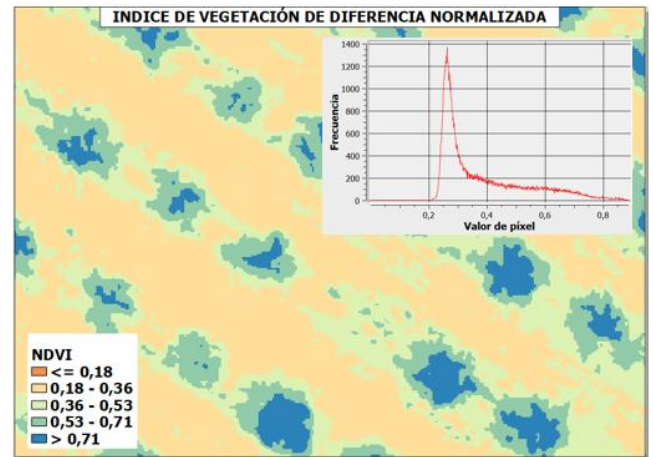 INDICE DE VEGETACIÓN DE DIFERENCIA NORMALIZADA
1400
1200
1000
800
600
400
200
0
Frecuencia
0,2 0,4 0,6 0,8
Valor de pixel
NDVI
<= 0,18
0,18 - 0,36
0,36 - 0,53
0,53 - 0,71
> 0,71